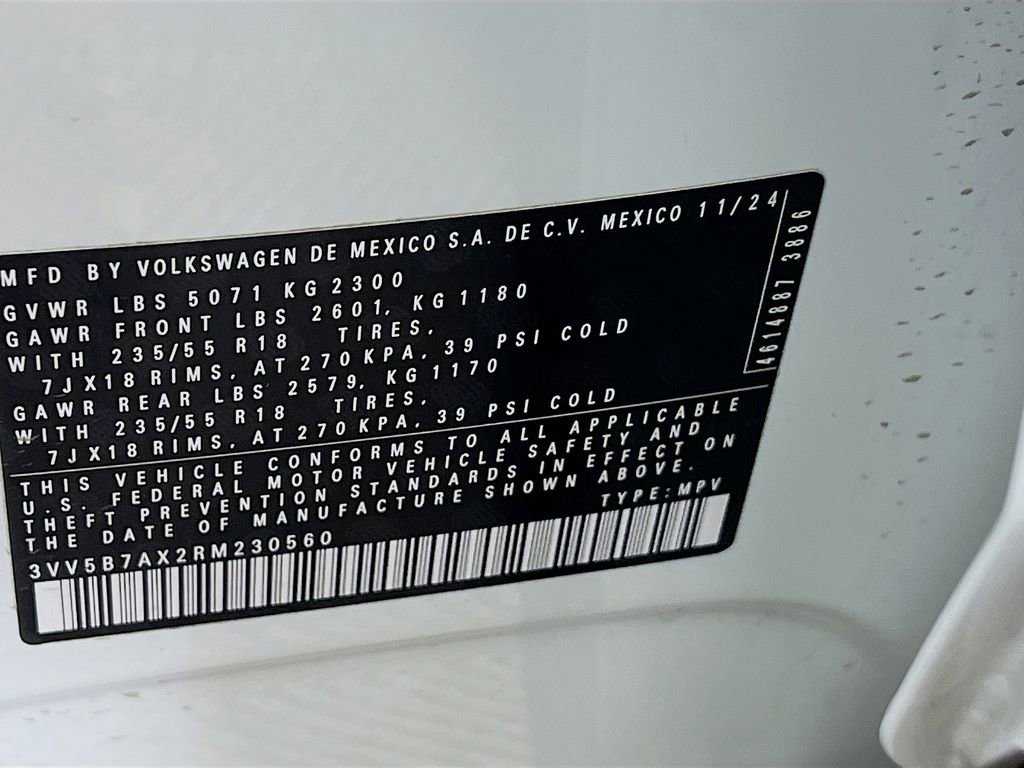 MFD BY VOLKSWAGEN DE MEXICO S.A. DE C.V. MEXICO 11/24
GVWR LBS 5071 KG 2300
GAWR FRONT LBS 2601, KG 1180
WITH 235/55 R18 TIRES,
7JX18 RIMS, AT 270 KPA, 39 PSI COLD
GAWR REAR LBS 2579, KG 1170
WITH 235/55 R18 TIRES,
7JX18 RIMS, AT 270 KPA, 39 PSI COLD
THIS VEHICLE CONFORMS TO ALL APPLICABLE
U.S. FEDERAL MOTOR VEHICLE SAFETY AND
THEFT PREVENTION STANDARDS IN EFFECT ON
THE DATE OF MANUFACTURE SHOWN ABOVE.
3VV5B7AX2RM230560 TYPE:MPV
4614887 3886